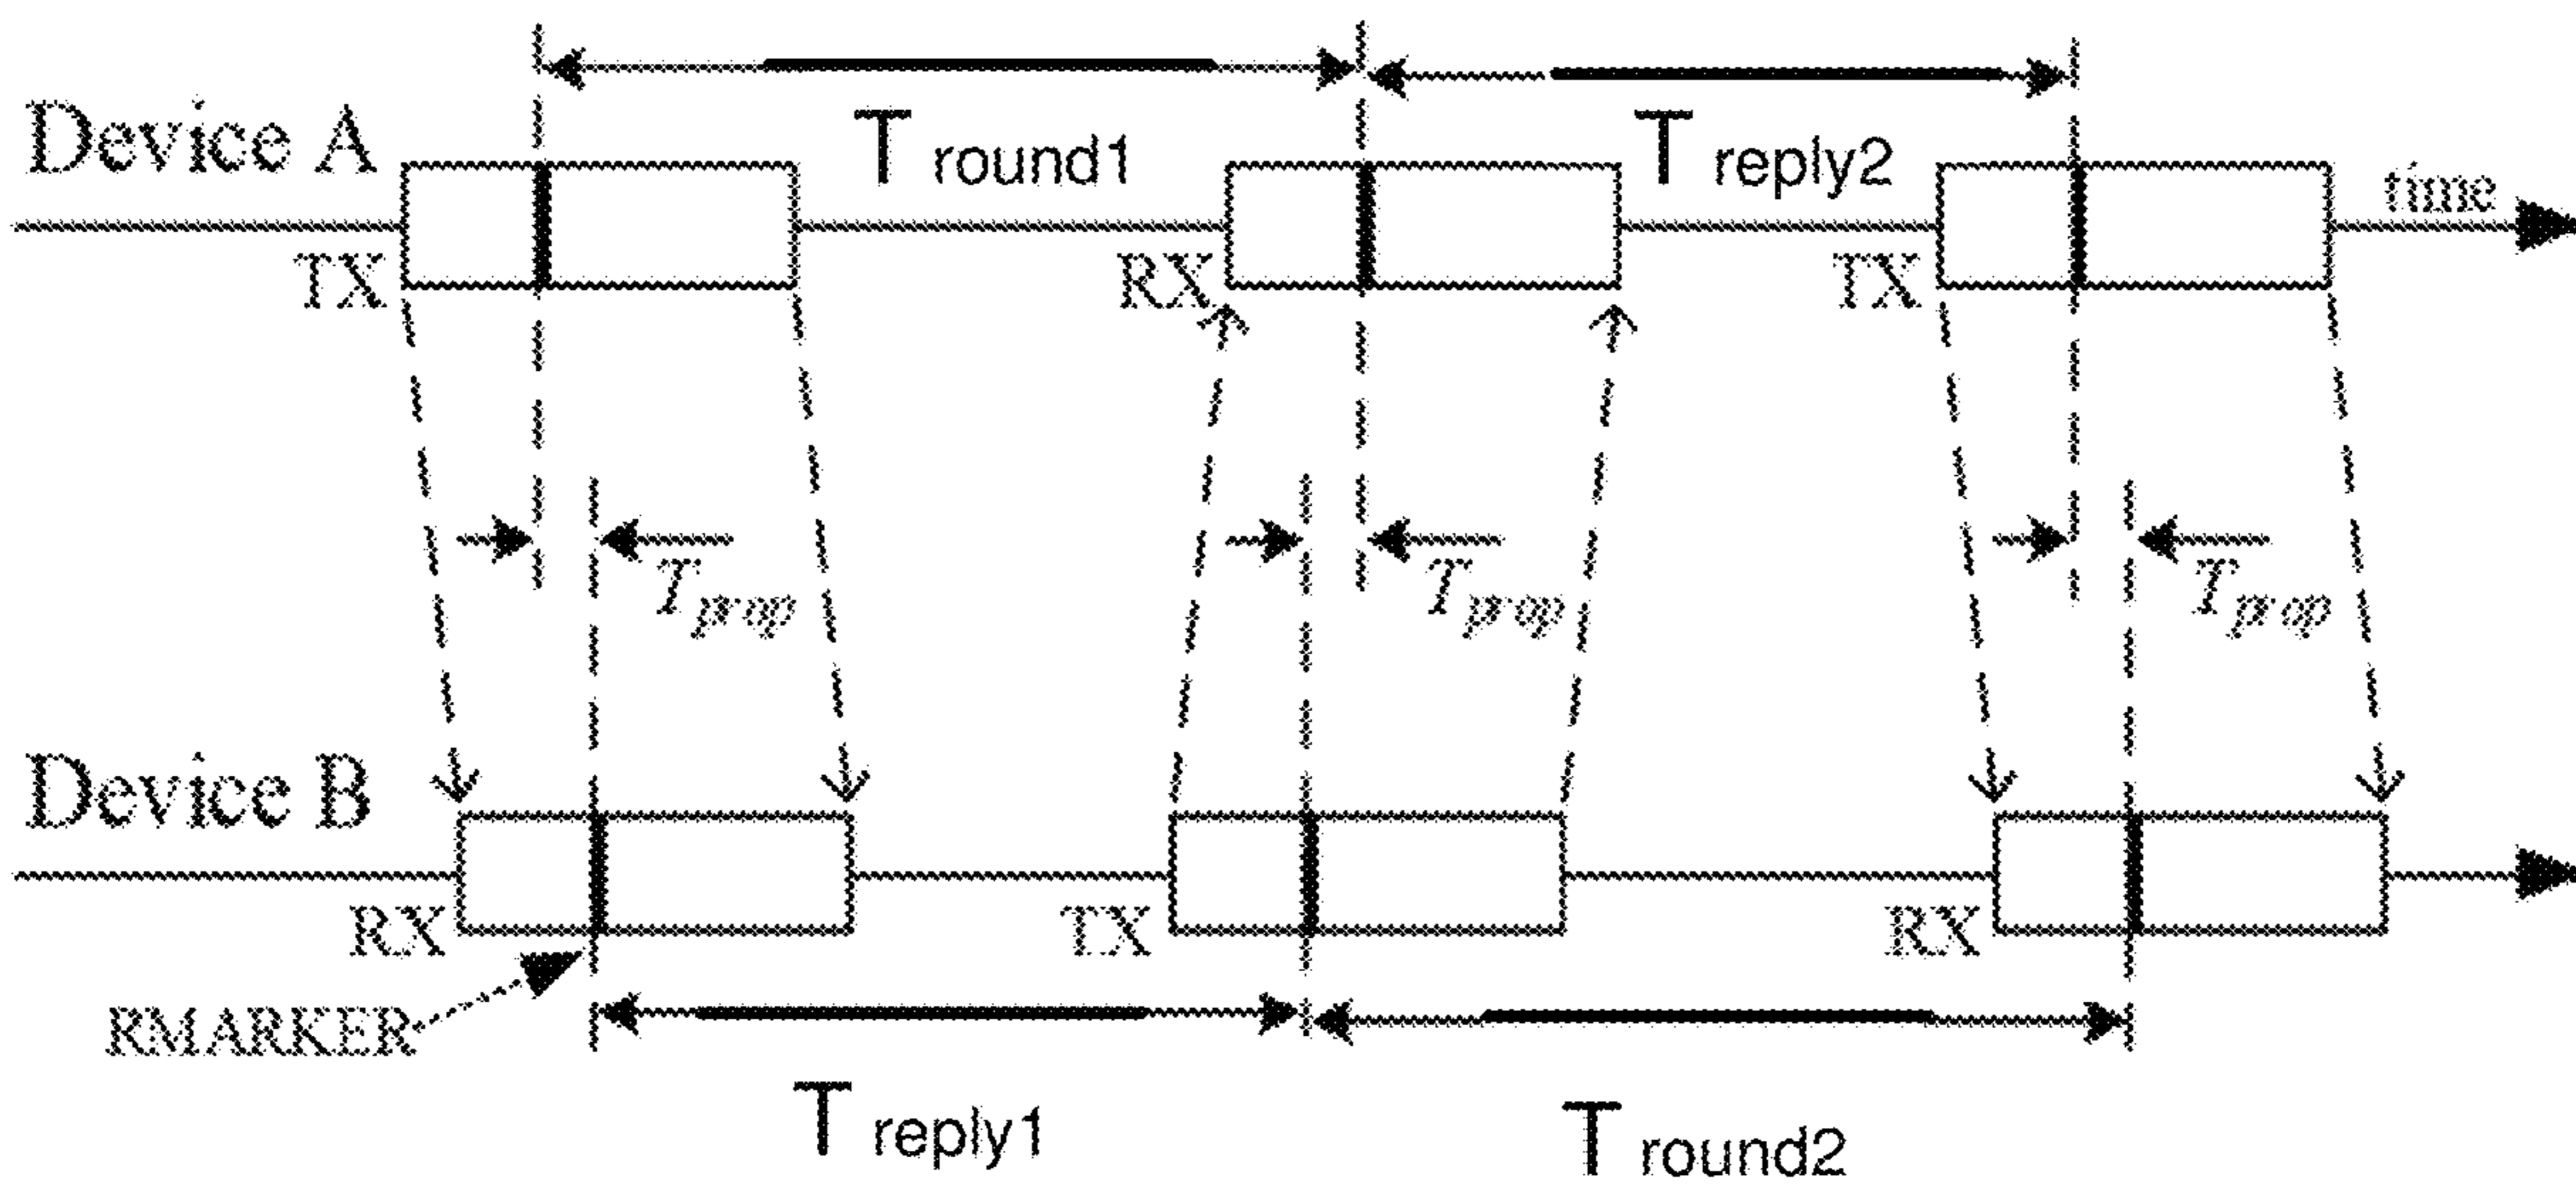 Device A
T round1
T reply2
time
TX
RX
TX
T prop
T prop
T prop
Device B
RX
TX
RX
RMARKER
T reply1
T round2